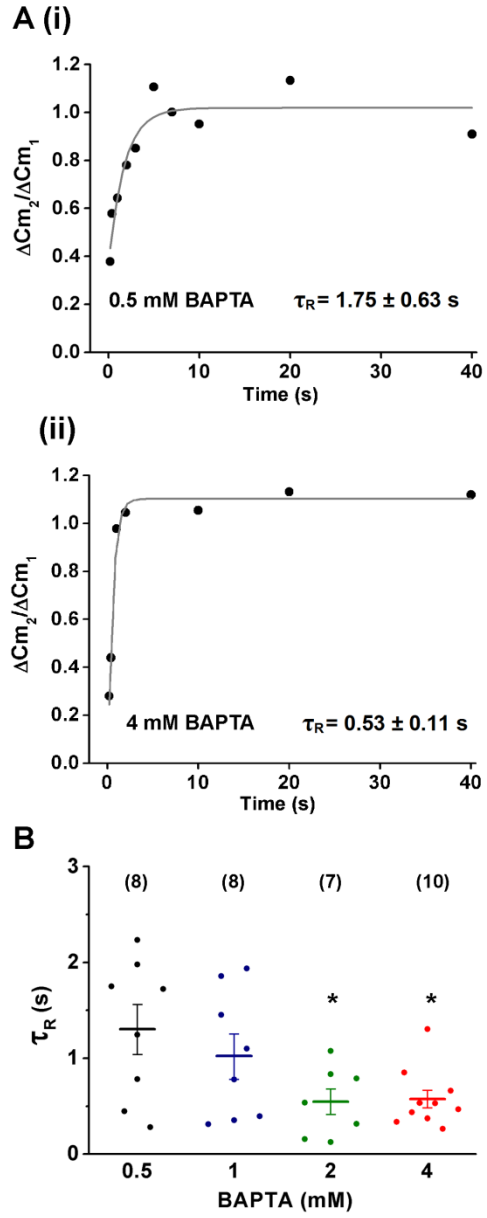 A (i)
1.2
1.0
0.8
0.6
0.4
0.2
0.0
ΔCm₂/ΔCm₁
0.5 mM BAPTA τR = 1.75 ± 0.63 s
0 10 20 30 40
Time (s)
(ii)
1.2
1.0
0.8
0.6
0.4
0.2
0.0
ΔCm₂/ΔCm₁
4 mM BAPTA τR = 0.53 ± 0.11 s
0 10 20 30 40
Time (s)
B
3
2
1
0
τR (s)
(8) (8) (7) (10)
* *
0.5 1 2 4
BAPTA (mM)